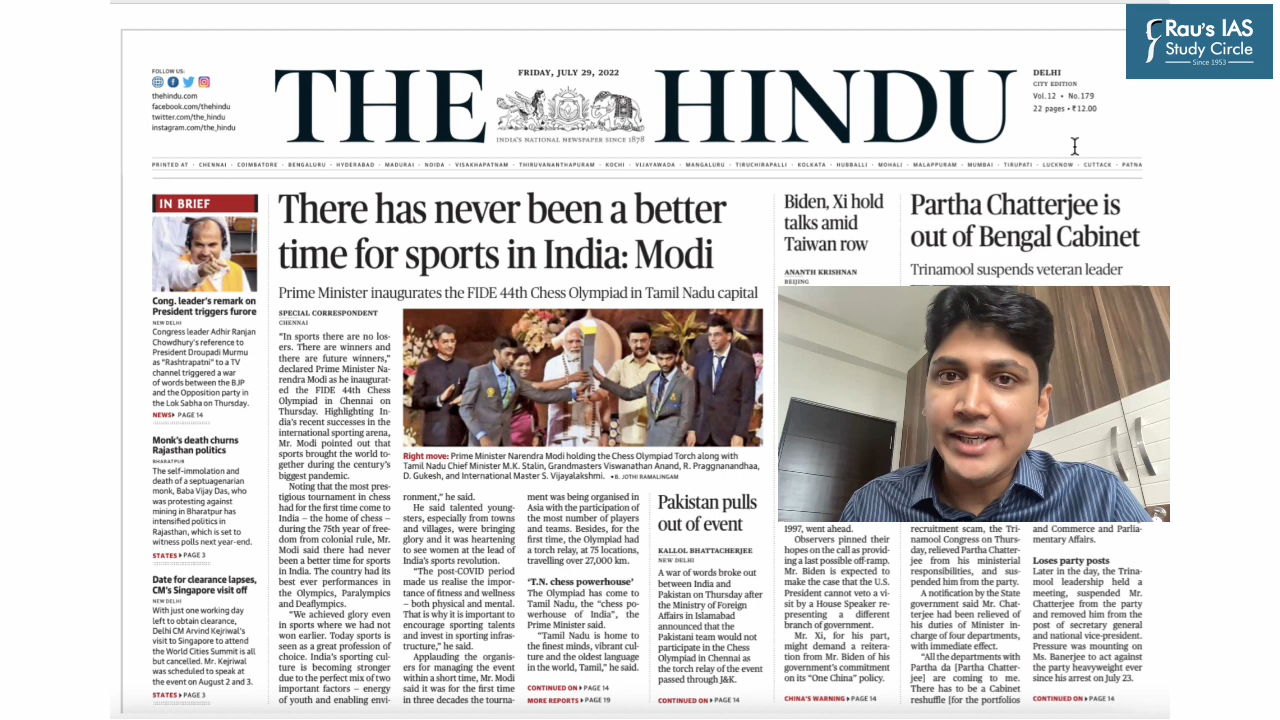 Rau's IAS
Study Circle
Since 1953
FOLLOW US:
thehindu.com
facebook.com/thehindu
twitter.com/the_hindu
instagram.com/the_hindu
THE HINDU
FRIDAY, JULY 29, 2022
INDIA'S NATIONAL NEWSPAPER SINCE 1878
DELHI
CITY EDITION
Vol.12 • No.179
22 pages • ₹12.00
PRINTED AT • CHENNAI • COIMBATORE • BENGALURU • HYDERABAD • MADURAI • NOIDA • VISAKHAPATNAM • THIRUVANANTHAPURAM • KOCHI • VIJAYAWADA • MANGALURU • TIRUCHIRAPALLI • KOLKATA • HUBBALLI • MOHALI • MALAPPURAM • MUMBAI • TIRUPATI • LUCKNOW • CUTTACK • PATNA
IN BRIEF
Cong. leader's remark on
President triggers furore
NEW DELHI
Congress leader Adhir Ranjan
Chowdhury's reference to
President Droupadi Murmu
as "Rashtrapatni" to a TV
channel triggered a war
of words between the BJP
and the Opposition party in
the Lok Sabha on Thursday.
NEWS PAGE 14
Monk's death churns
Rajasthan politics
BHARATPUR
The self-immolation and
death of a septuagenarian
monk, Baba Vijay Das, who
was protesting against
mining in Bharatpur has
intensified politics in
Rajasthan, which is set to
witness polls next year-end.
STATES PAGE 3
Date for clearance lapses,
CM's Singapore visit off
NEW DELHI
With just one working day
left to obtain clearance,
Delhi CM Arvind Kejriwal's
visit to Singapore to attend
the World Cities Summit is all
but cancelled. Mr. Kejriwal
was scheduled to speak at
the event on August 2 and 3.
STATES PAGE 3
There has never been a better
time for sports in India: Modi
Prime Minister inaugurates the FIDE 44th Chess Olympiad in Tamil Nadu capital
SPECIAL CORRESPONDENT
CHENNAI
"In sports there are no los-
ers. There are winners and
there are future winners,"
declared Prime Minister Na-
rendra Modi as he inaugurat-
ed the FIDE 44th Chess
Olympiad in Chennai on
Thursday. Highlighting In-
dia's recent successes in the
international sporting arena,
Mr. Modi pointed out that
sports brought the world to-
gether during the century's
biggest pandemic.
Noting that the most pres-
tigious tournament in chess
had for the first time come to
India – the home of chess –
during the 75th year of free-
dom from colonial rule, Mr.
Modi said there had never
been a better time for sports
in India. The country had its
best ever performances in
the Olympics, Paralympics
and Deaflympics.
"We achieved glory even
in sports where we had not
won earlier. Today sports is
seen as a great profession of
choice. India's sporting cul-
ture is becoming stronger
due to the perfect mix of two
important factors – energy
of youth and enabling envi-
Right move: Prime Minister Narendra Modi holding the Chess Olympiad Torch along with
Tamil Nadu Chief Minister M.K. Stalin, Grandmasters Viswanathan Anand, R. Praggnanandhaa,
D. Gukesh, and International Master S. Vijayalakshmi. • B. JOTHI RAMALINGAM
ronment," he said.
He said talented young-
sters, especially from towns
and villages, were bringing
glory and it was heartening
to see women at the lead of
India's sports revolution.
"The post-COVID period
made us realise the impor-
tance of fitness and wellness
– both physical and mental.
That is why it is important to
encourage sporting talents
and invest in sporting infras-
tructure," he said.
Applauding the organis-
ers for managing the event
within a short time, Mr. Modi
said it was for the first time
in three decades the tourna-
ment was being organised in
Asia with the participation of
the most number of players
and teams. Besides, for the
first time, the Olympiad had
a torch relay, at 75 locations,
travelling over 27,000 km.
'T.N. chess powerhouse'
The Olympiad has come to
Tamil Nadu, the "chess po-
werhouse of India", the
Prime Minister said.
"Tamil Nadu is home to
the finest minds, vibrant cul-
ture and the oldest language
in the world, Tamil," he said.
CONTINUED ON PAGE 14
MORE REPORTS PAGE 19
Pakistan pulls
out of event
KALLOL BHATTACHERJEE
NEW DELHI
A war of words broke out
between India and
Pakistan on Thursday after
the Ministry of Foreign
Affairs in Islamabad
announced that the
Pakistani team would not
participate in the Chess
Olympiad in Chennai as
the torch relay of the event
passed through J&K.
CONTINUED ON PAGE 14
Biden, Xi hold
talks amid
Taiwan row
ANANTH KRISHNAN
BEIJING
1997, went ahead.
Observers pinned their
hopes on the call as provid-
ing a last possible off-ramp.
Mr. Biden is expected to
make the case that the U.S.
President cannot veto a vi-
sit by a House Speaker re-
presenting a different
branch of government.
Mr. Xi, for his part,
might demand a reitera-
tion from Mr. Biden of his
government's commitment
on its "One China" policy.
CHINA'S WARNING PAGE 14
Partha Chatterjee is
out of Bengal Cabinet
Trinamool suspends veteran leader
recruitment scam, the Tri-
namool Congress on Thurs-
day, relieved Partha Chatter-
jee from his ministerial
responsibilities, and sus-
pended him from the party.
A notification by the State
government said Mr. Chat-
terjee had been relieved of
his duties of Minister in-
charge of four departments,
with immediate effect.
"All the departments with
Partha da [Partha Chatter-
jee] are coming to me.
There has to be a Cabinet
reshuffle [for the portfolios
and Commerce and Parlia-
mentary Affairs.
Loses party posts
Later in the day, the Trina-
mool leadership held a
meeting, suspended Mr.
Chatterjee from the party
and removed him from the
post of secretary general
and national vice-president.
Pressure was mounting on
Ms. Banerjee to act against
the party heavyweight ever
since his arrest on July 23.
CONTINUED ON PAGE 14